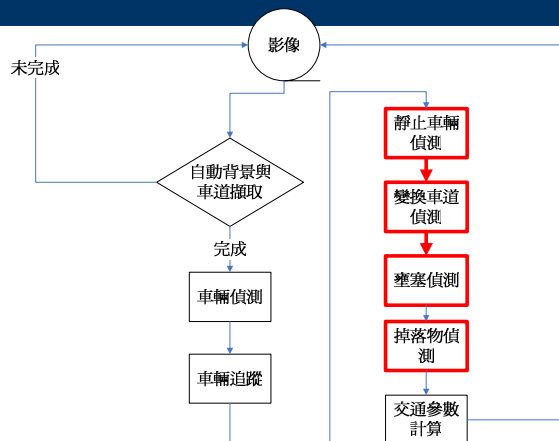 影像
未完成
自動背景與
車道擷取
完成
車輛偵測
車輛追蹤
靜止車輛
偵測
變換車道
偵測
壅塞偵測
掉落物偵
測
交通參數
計算